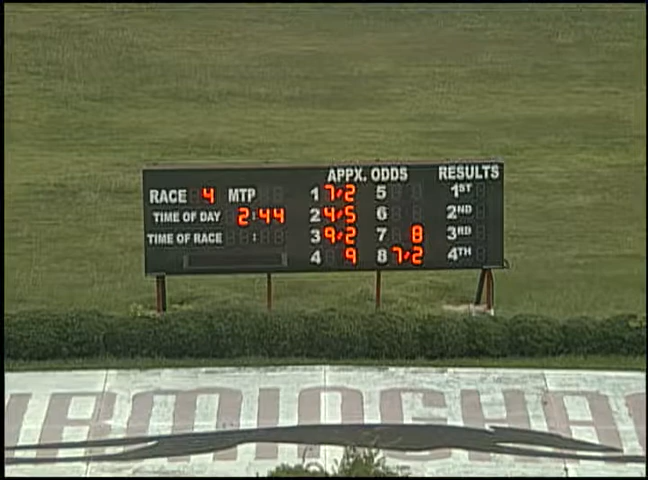 APPX. ODDS RESULTS
RACE 4 MTP 1 7/2 5 1ST
TIME OF DAY 2:44 2 4/5 6 2ND
TIME OF RACE : 3 9/2 7 8 3RD
4 9 8 7/2 4TH
BIRMINGHAM